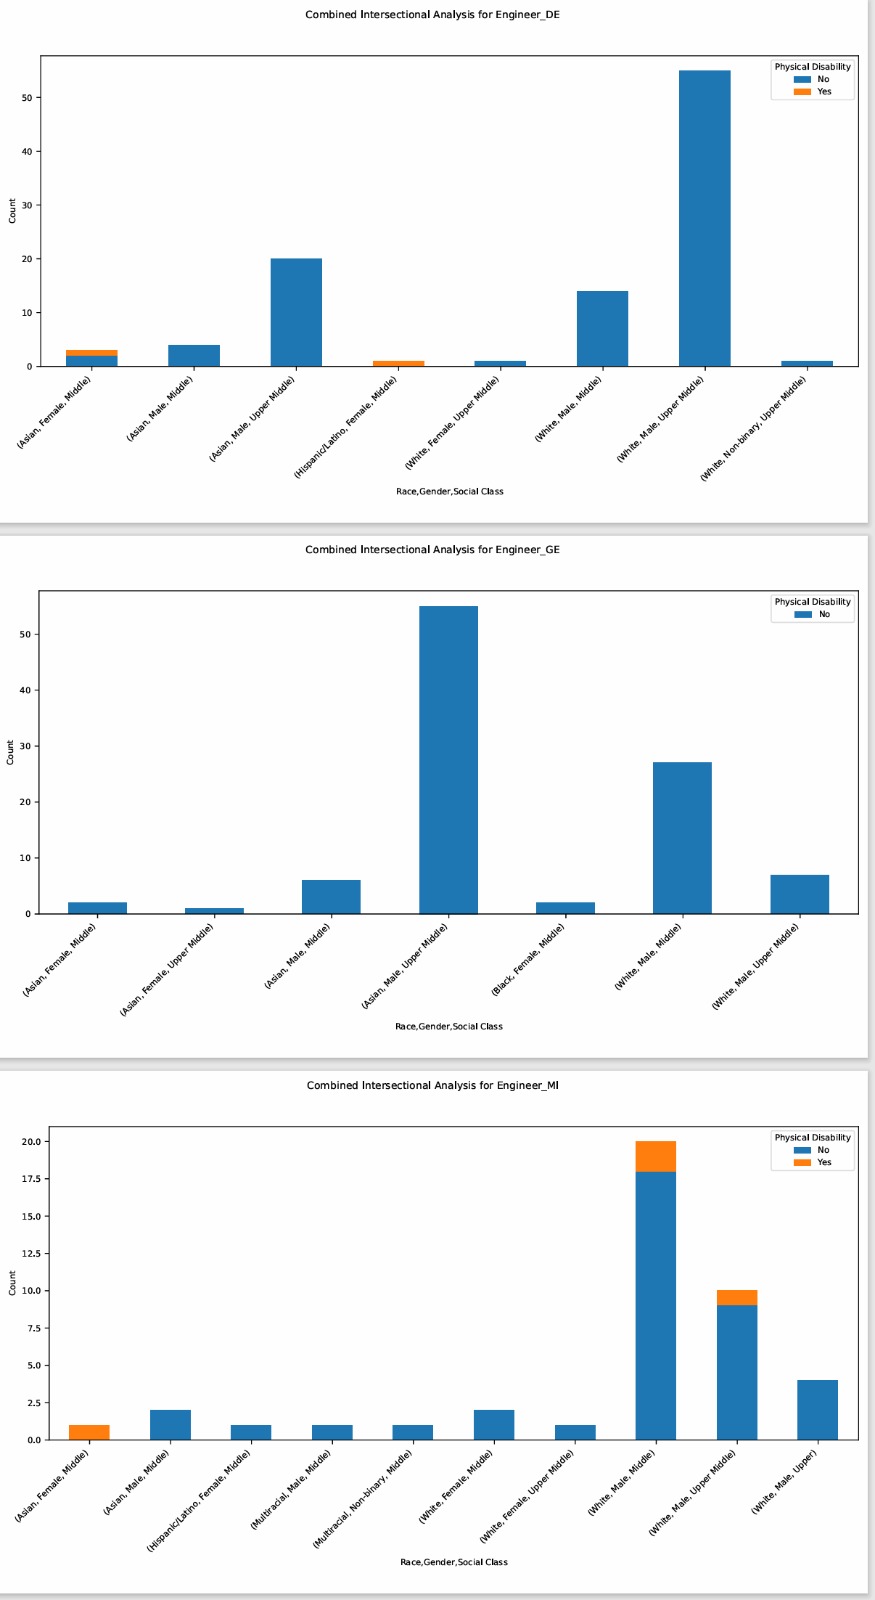 Combined Intersectional Analysis for Engineer_DE
Physical Disability
No
Yes
50
40
30
20
10
0
Count
(Asian, Female, Middle)
(Asian, Male, Middle)
(Asian, Male, Upper Middle)
(Hispanic/Latino, Female, Middle)
(White, Female, Upper Middle)
(White, Male, Middle)
(White, Male, Upper Middle)
(White, Non-binary, Upper Middle)
Race,Gender,Social Class
Combined Intersectional Analysis for Engineer_GE
Physical Disability
No
50
40
30
20
10
0
Count
(Asian, Female, Middle)
(Asian, Female, Upper Middle)
(Asian, Male, Middle)
(Asian, Male, Upper Middle)
(Black, Female, Middle)
(White, Male, Middle)
(White, Male, Upper Middle)
Race,Gender,Social Class
Combined Intersectional Analysis for Engineer_MI
Physical Disability
No
Yes
20.0
17.5
15.0
12.5
10.0
7.5
5.0
2.5
0.0
Count
(Asian, Female, Middle)
(Asian, Male, Middle)
(Hispanic/Latino, Female, Middle)
(Multiracial, Male, Middle)
(Multiracial, Non-binary, Middle)
(White, Female, Middle)
(White, Female, Upper Middle)
(White, Male, Middle)
(White, Male, Upper Middle)
(White, Male, Upper)
Race,Gender,Social Class